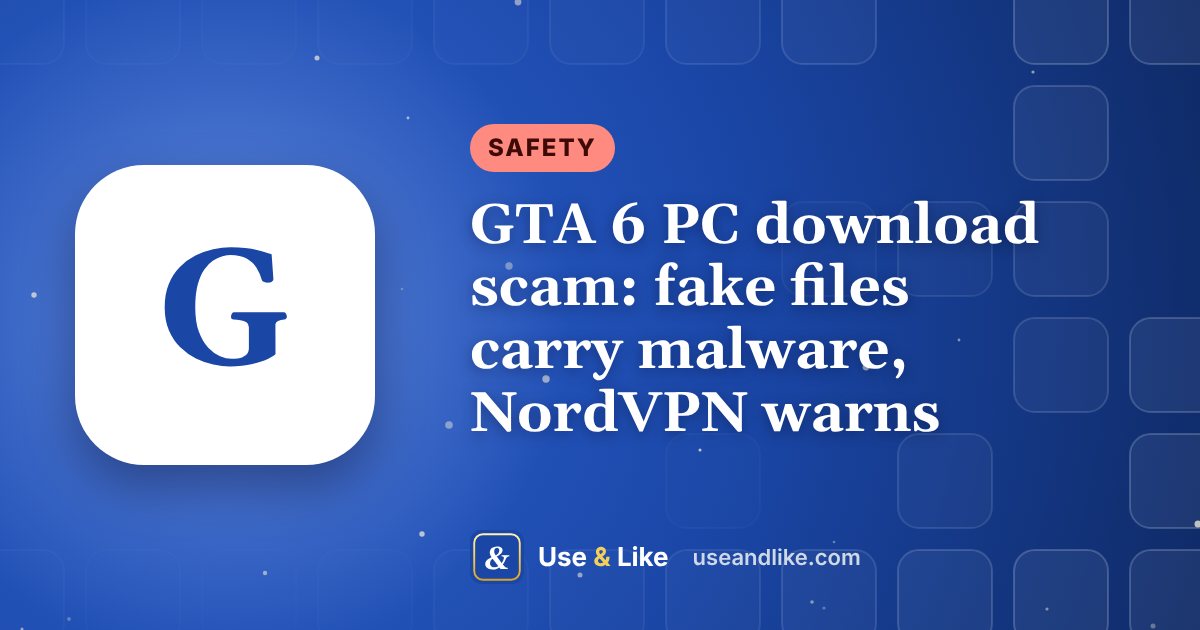 G
SAFETY
GTA 6 PC download
scam: fake files
carry malware,
NordVPN warns
& Use & Like useandlike.com